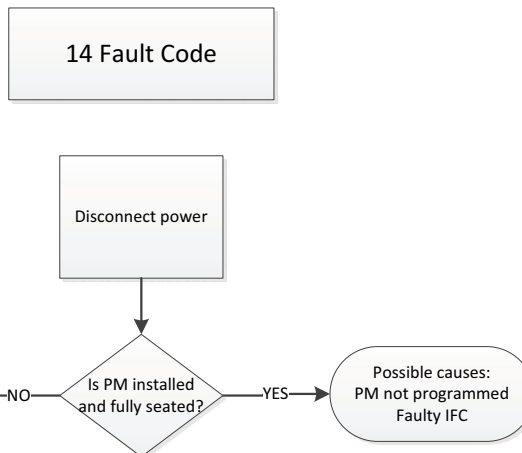 14 Fault Code
Disconnect power
NO
Is PM installed
and fully seated?
YES
Possible causes:
PM not programmed
Faulty IFC